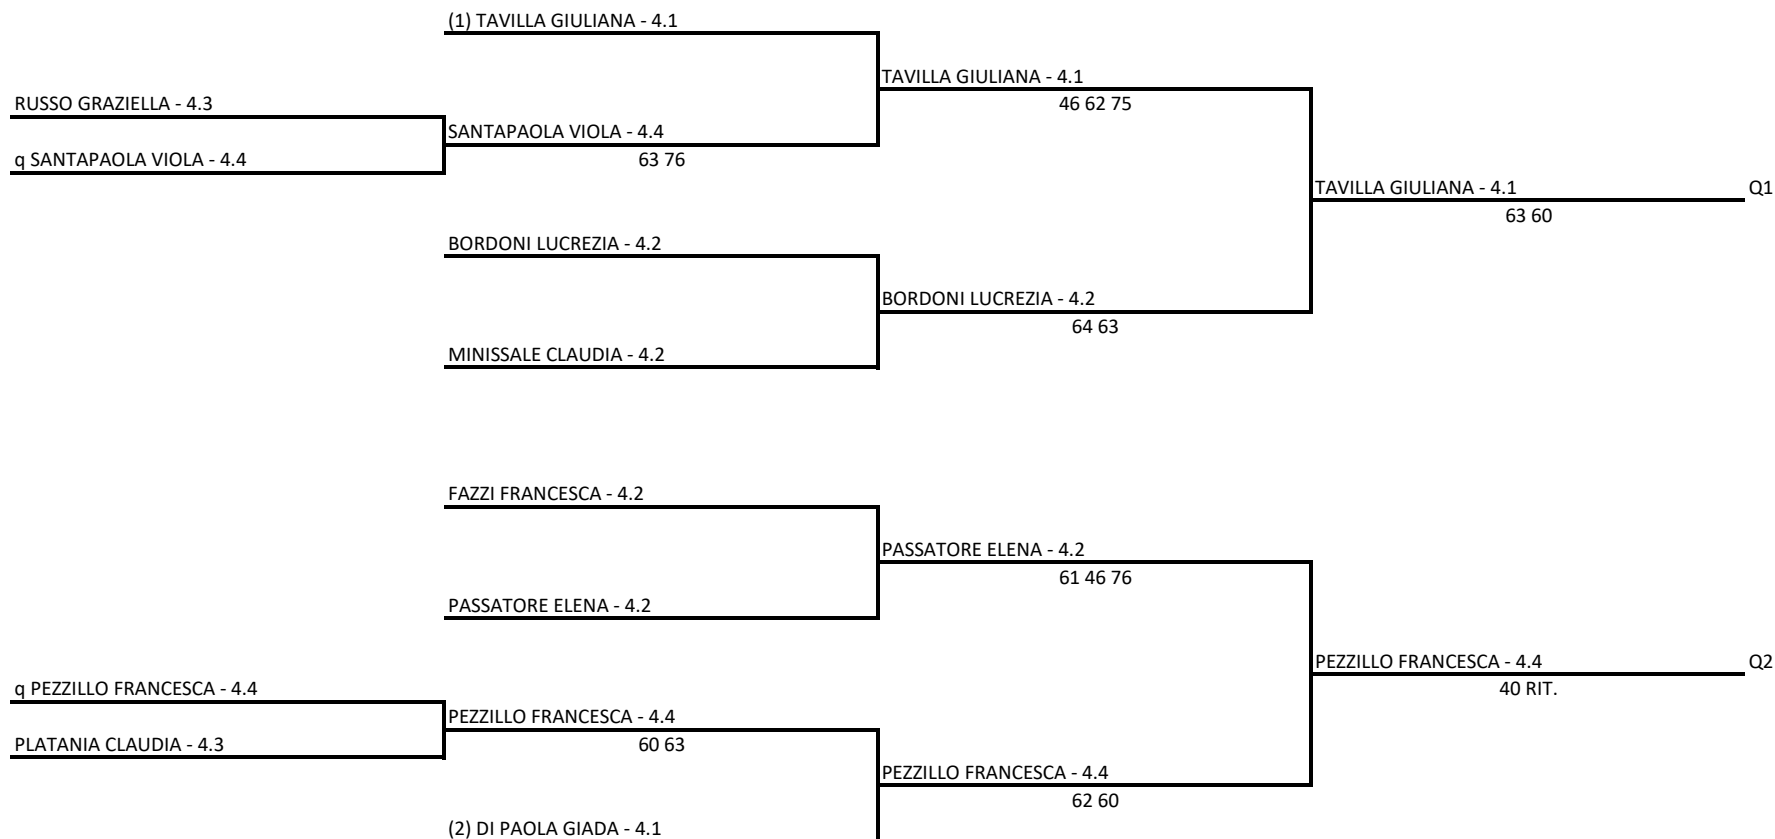 (1) TAVILLA GIULIANA - 4.1
TAVILLA GIULIANA - 4.1
RUSSO GRAZIELLA - 4.3
46 62 75
SANTAPAOLA VIOLA - 4.4
q SANTAPAOLA VIOLA - 4.4
63 76
TAVILLA GIULIANA - 4.1
Q1
63 60
BORDONI LUCREZIA - 4.2
BORDONI LUCREZIA - 4.2
64 63
MINISSALE CLAUDIA - 4.2
FAZZI FRANCESCA - 4.2
PASSATORE ELENA - 4.2
61 46 76
PASSATORE ELENA - 4.2
PEZZILLO FRANCESCA - 4.4
Q2
q PEZZILLO FRANCESCA - 4.4
40 RIT.
PEZZILLO FRANCESCA - 4.4
PLATANIA CLAUDIA - 4.3
60 63
PEZZILLO FRANCESCA - 4.4
62 60
(2) DI PAOLA GIADA - 4.1